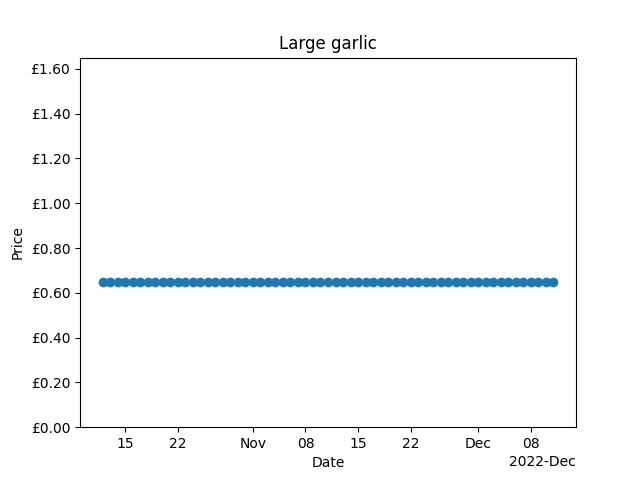 Large garlic
£1.60
£1.40
£1.20
£1.00
£0.80
£0.60
£0.40
£0.20
£0.00
Price
15 22 Nov 08 15 22 Dec 08
Date
2022-Dec